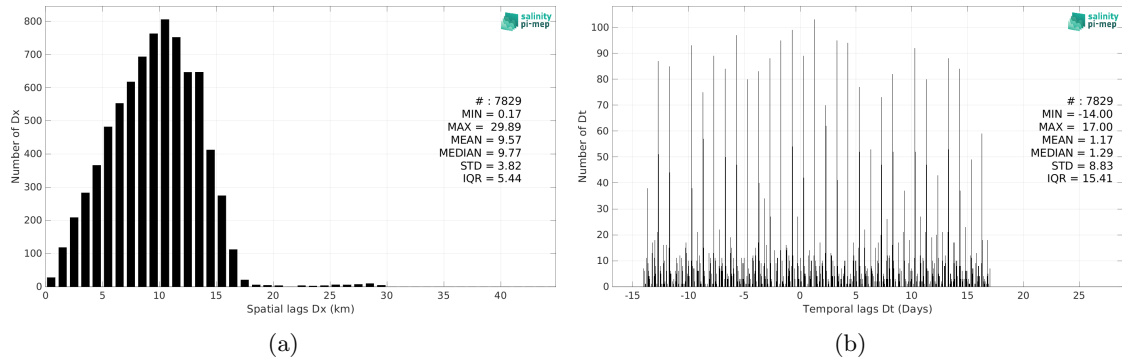 800
700
600
500
400
300
200
100
0
Number of Dx
0 5 10 15 20 25 30 35 40
Spatial lags Dx (km)
salinity
pi-mep
# : 7829
MIN = 0.17
MAX = 29.89
MEAN = 9.57
MEDIAN = 9.77
STD = 3.82
IQR = 5.44
(a)
100
90
80
70
60
50
40
30
20
10
0
Number of Dt
-15 -10 -5 0 5 10 15 20 25
Temporal lags Dt (Days)
salinity
pi-mep
# : 7829
MIN = -14.00
MAX = 17.00
MEAN = 1.17
MEDIAN = 1.29
STD = 8.83
IQR = 15.41
(b)